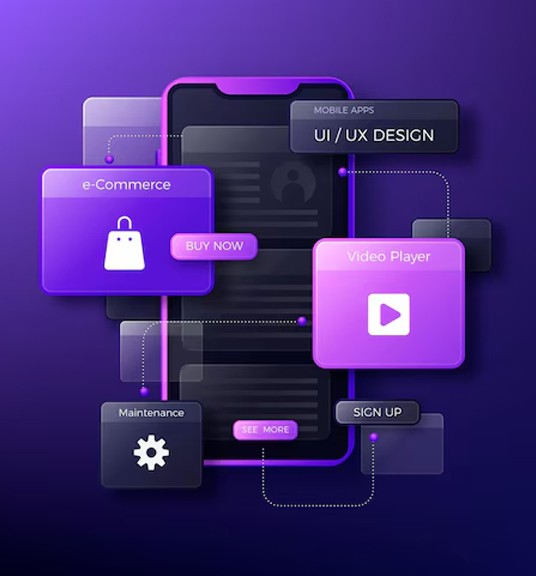 MOBILE APPS
UI / UX DESIGN
e-Commerce
BUY NOW
Video Player
Maintenance
SEE MORE
SIGN UP